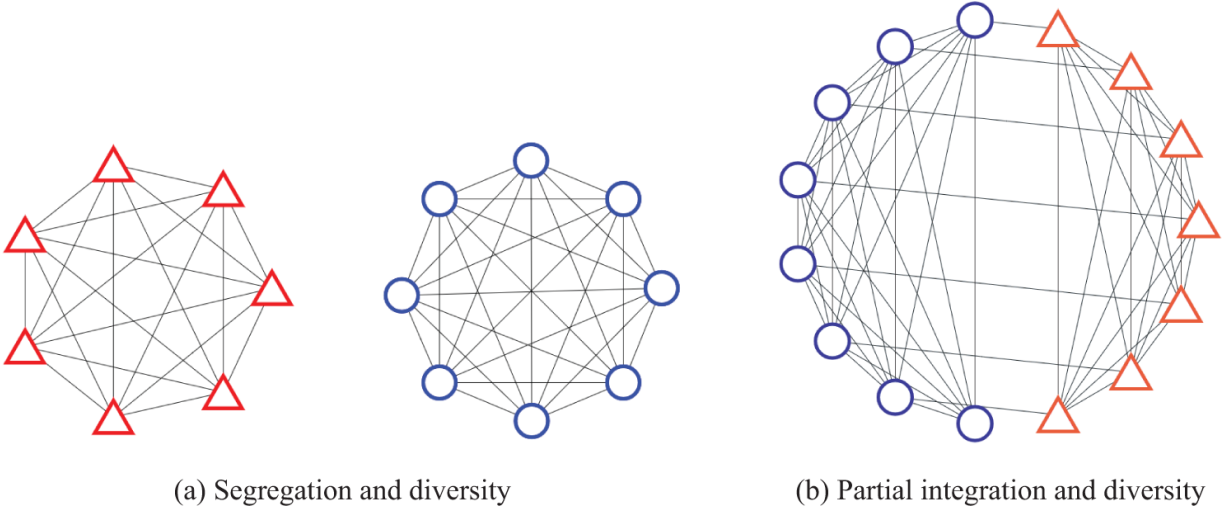 (a) Segregation and diversity
(b) Partial integration and diversity